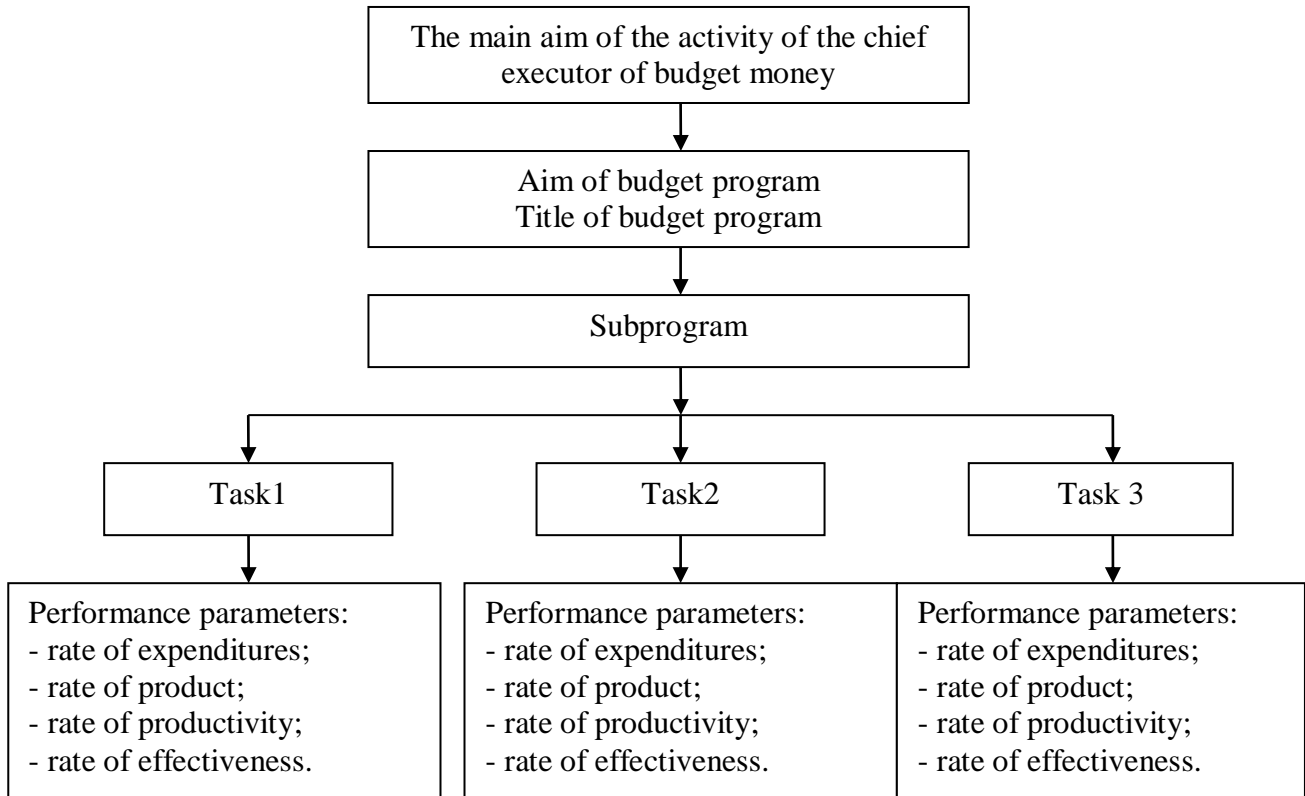 The main aim of the activity of the chief
executor of budget money
Aim of budget program
Title of budget program
Subprogram
Task1
Task2
Task 3
Performance parameters:
- rate of expenditures;
- rate of product;
- rate of productivity;
- rate of effectiveness.
Performance parameters:
- rate of expenditures;
- rate of product;
- rate of productivity;
- rate of effectiveness.
Performance parameters:
- rate of expenditures;
- rate of product;
- rate of productivity;
- rate of effectiveness.